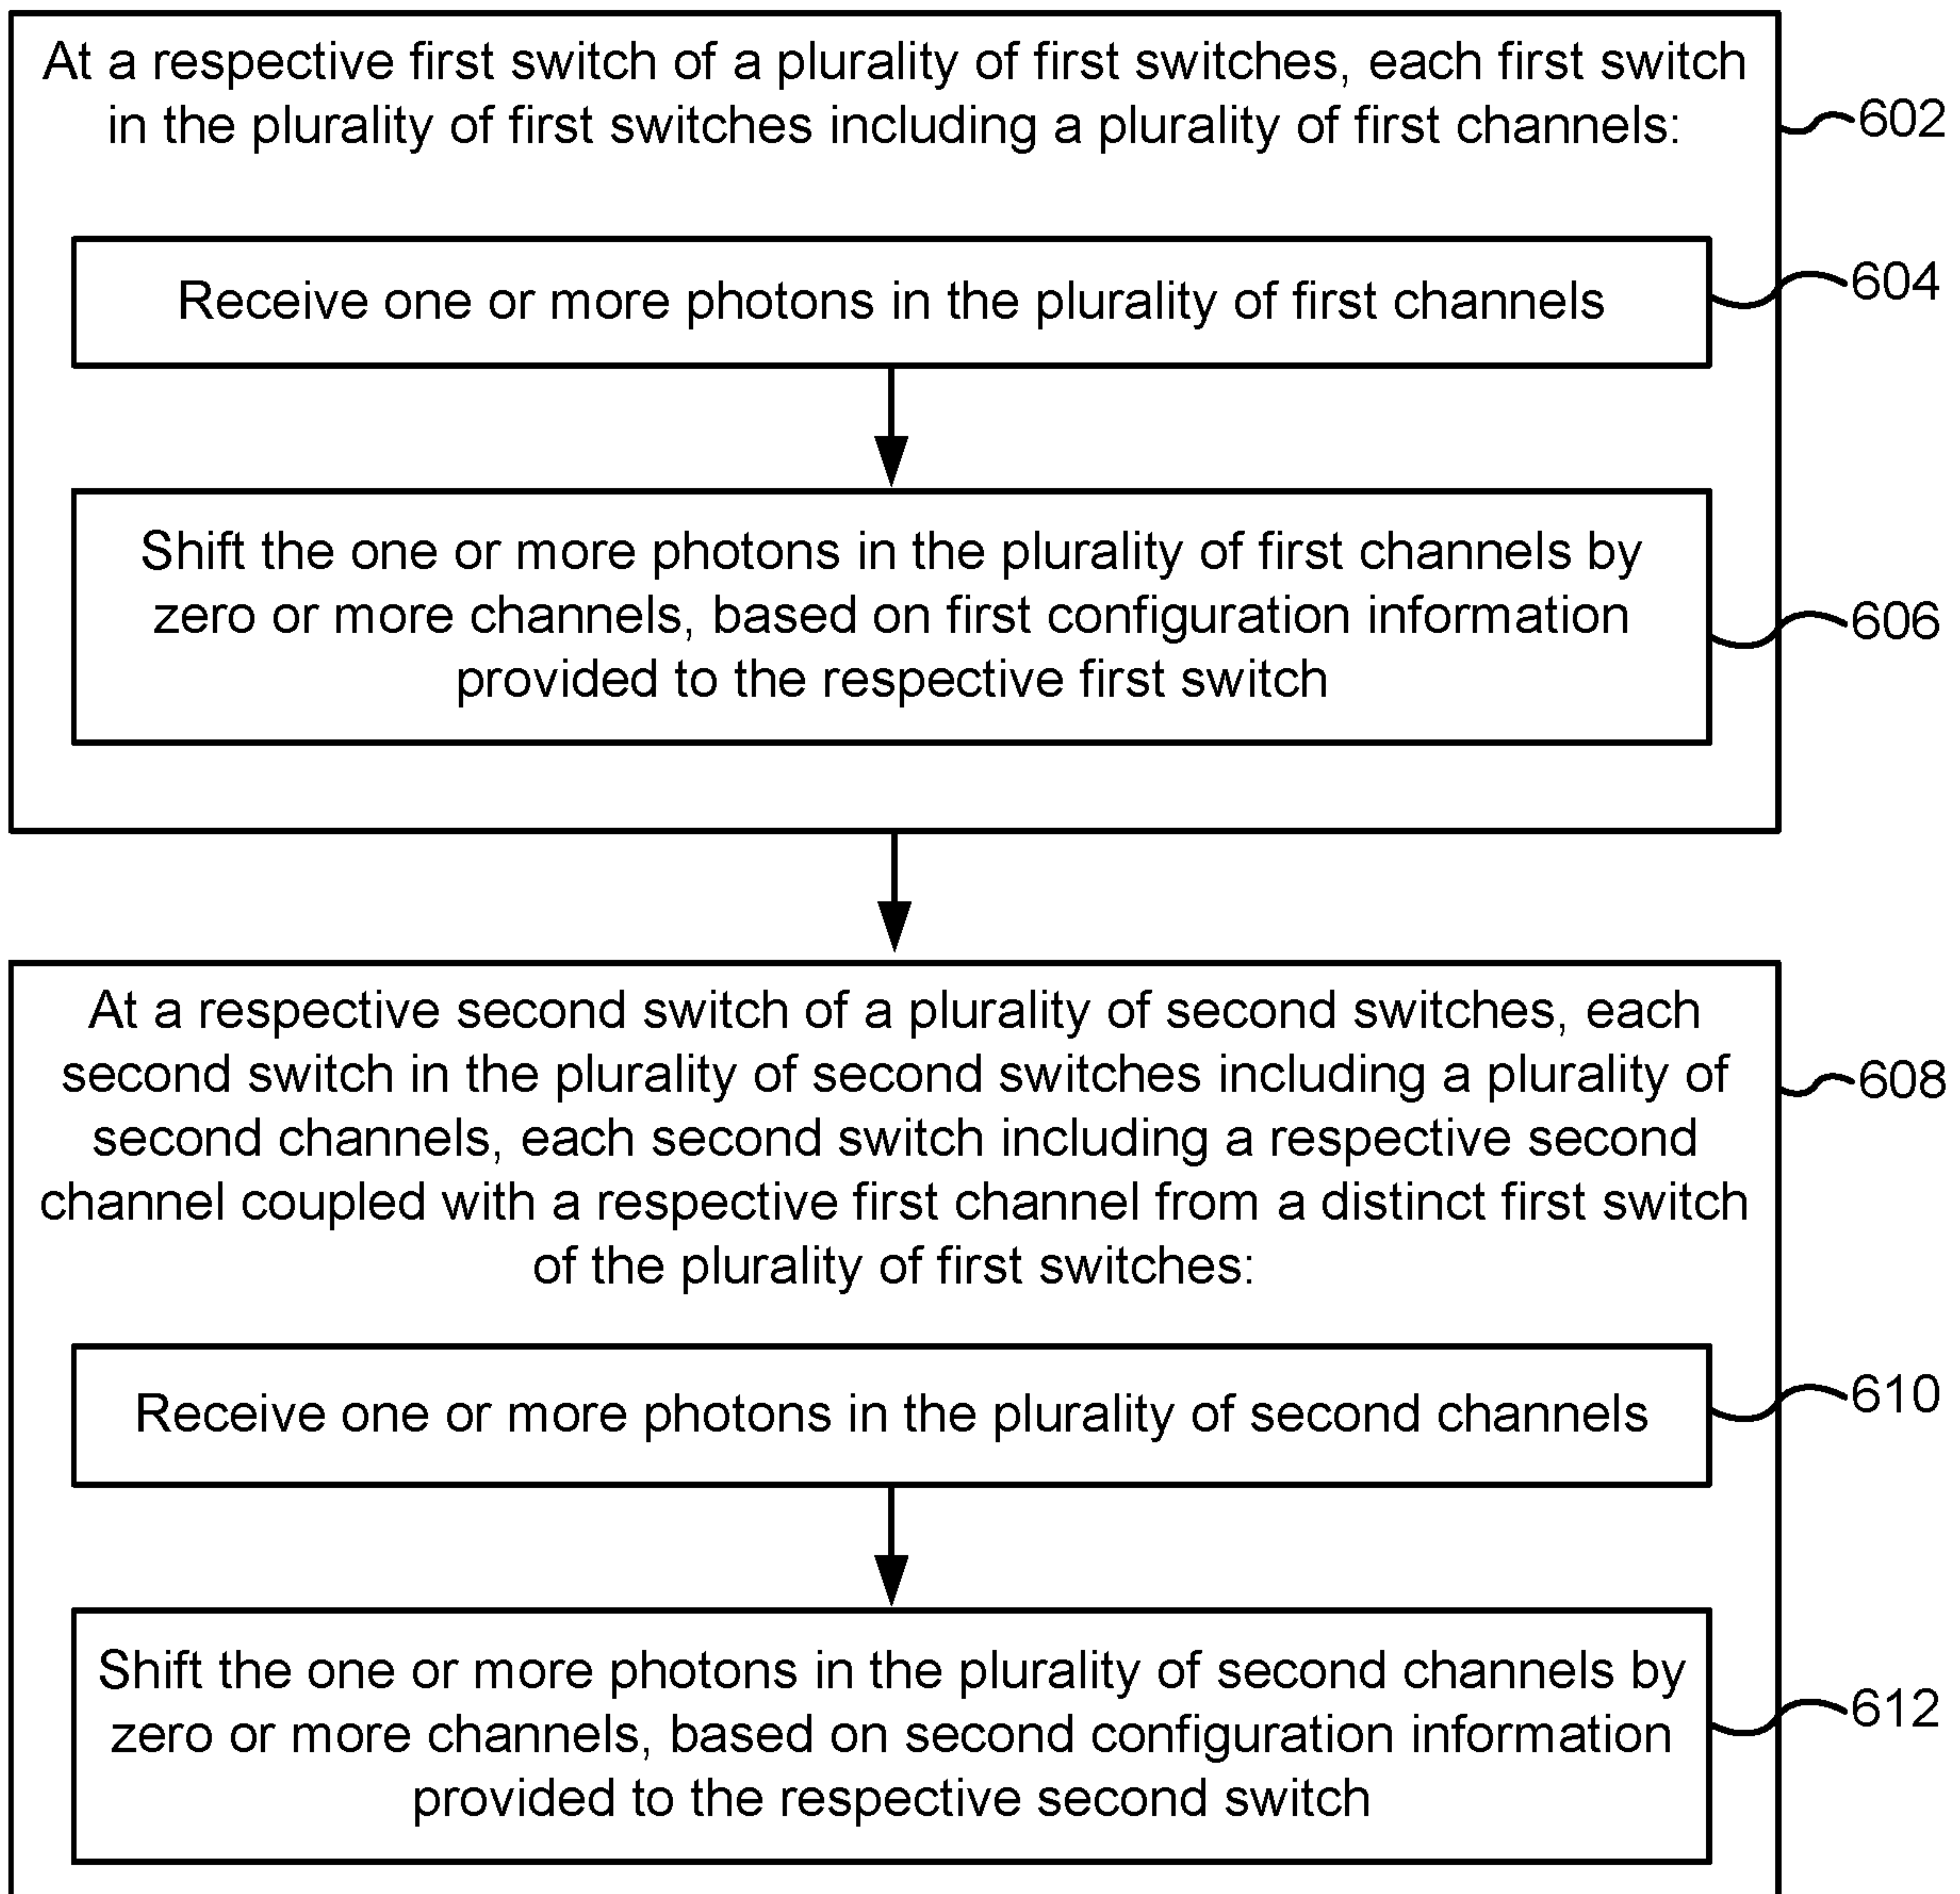 At a respective first switch of a plurality of first switches, each first switch
in the plurality of first switches including a plurality of first channels:
602
Receive one or more photons in the plurality of first channels
604
Shift the one or more photons in the plurality of first channels by
zero or more channels, based on first configuration information
provided to the respective first switch
606
At a respective second switch of a plurality of second switches, each
second switch in the plurality of second switches including a plurality of
second channels, each second switch including a respective second
channel coupled with a respective first channel from a distinct first switch
of the plurality of first switches:
608
Receive one or more photons in the plurality of second channels
610
Shift the one or more photons in the plurality of second channels by
zero or more channels, based on second configuration information
provided to the respective second switch
612